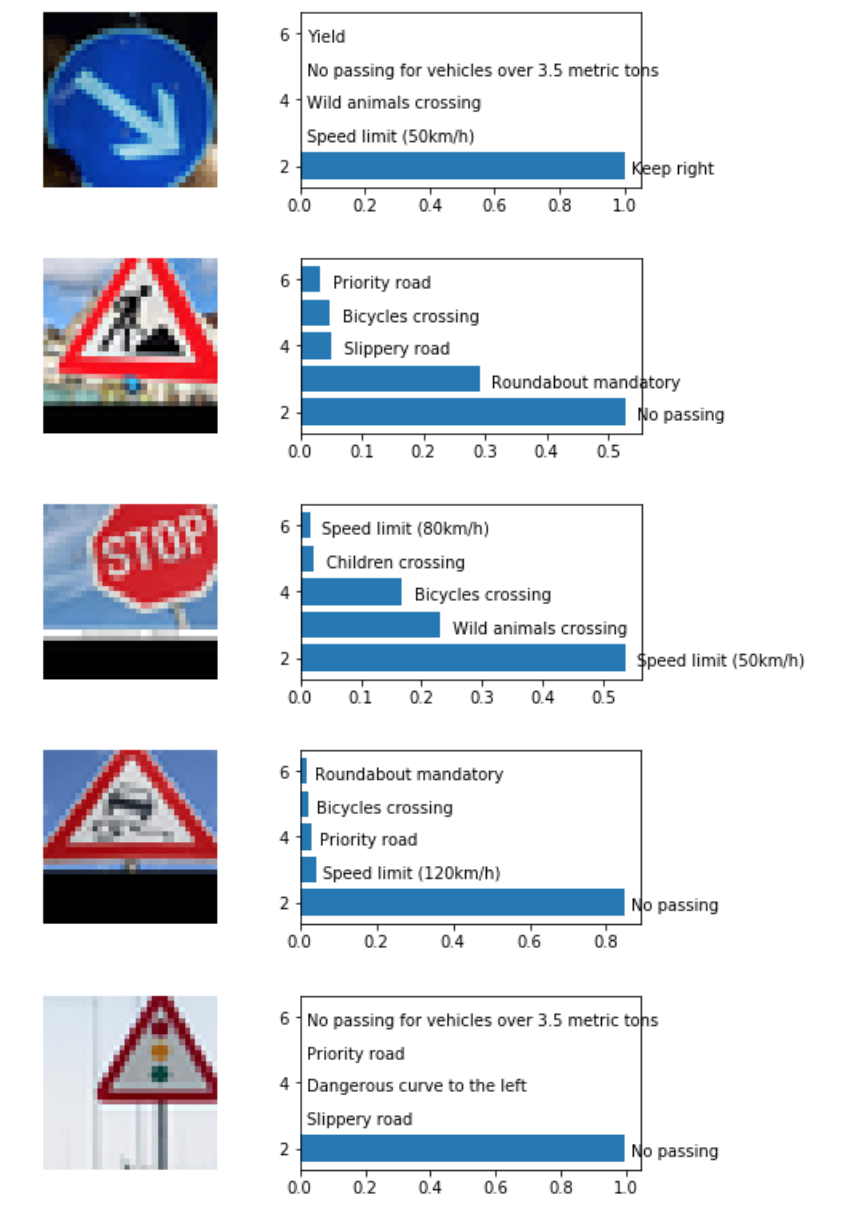 6
Yield
No passing for vehicles over 3.5 metric tons
4
Wild animals crossing
Speed limit (50km/h)
2
Keep right
0.0 0.2 0.4 0.6 0.8 1.0
6
Priority road
Bicycles crossing
4
Slippery road
Roundabout mandatory
2
No passing
0.0 0.1 0.2 0.3 0.4 0.5
STOP
6
Speed limit (80km/h)
Children crossing
4
Bicycles crossing
Wild animals crossing
2
Speed limit (50km/h)
0.0 0.1 0.2 0.3 0.4 0.5
6
Roundabout mandatory
Bicycles crossing
4
Priority road
Speed limit (120km/h)
2
No passing
0.0 0.2 0.4 0.6 0.8
6
No passing for vehicles over 3.5 metric tons
Priority road
4
Dangerous curve to the left
Slippery road
2
No passing
0.0 0.2 0.4 0.6 0.8 1.0